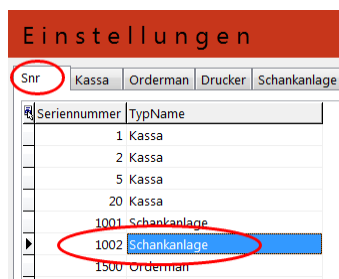 Einstellungen
Snr Kassa Orderman Drucker Schankanlage
Seriennummer TypName
1 Kassa
2 Kassa
5 Kassa
20 Kassa
1001 Schankanlage
1002 Schankanlage
1500 Orderman